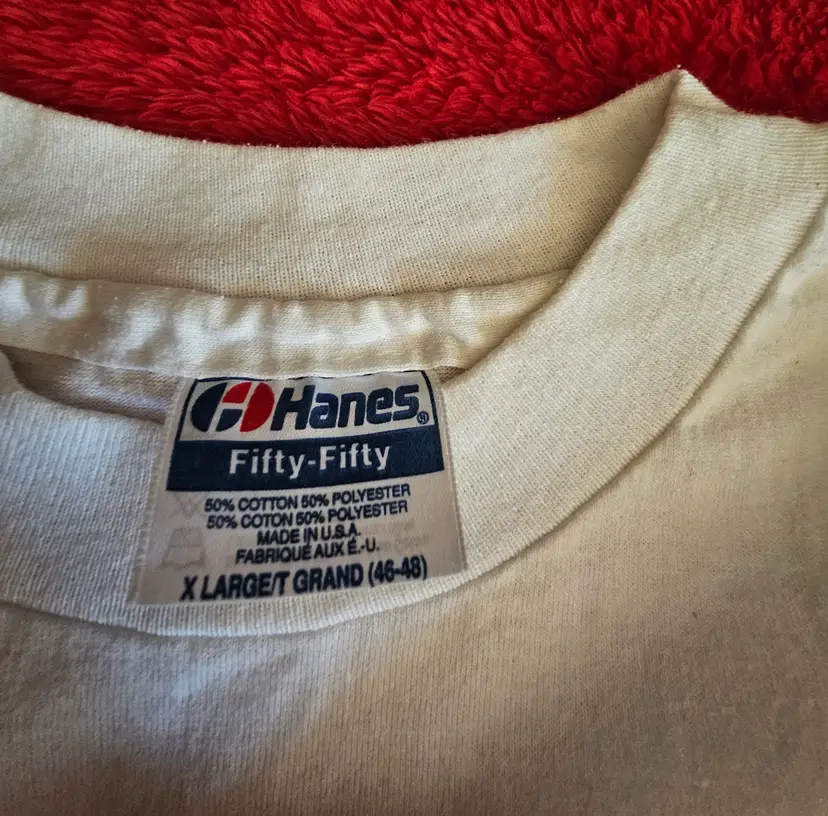 Hanes®
Fifty-Fifty
50% COTTON 50% POLYESTER
50% COTON 50% POLYESTER
MADE IN U.S.A.
FABRIQUÉ AUX É.-U.
X LARGE/T GRAND (46-48)